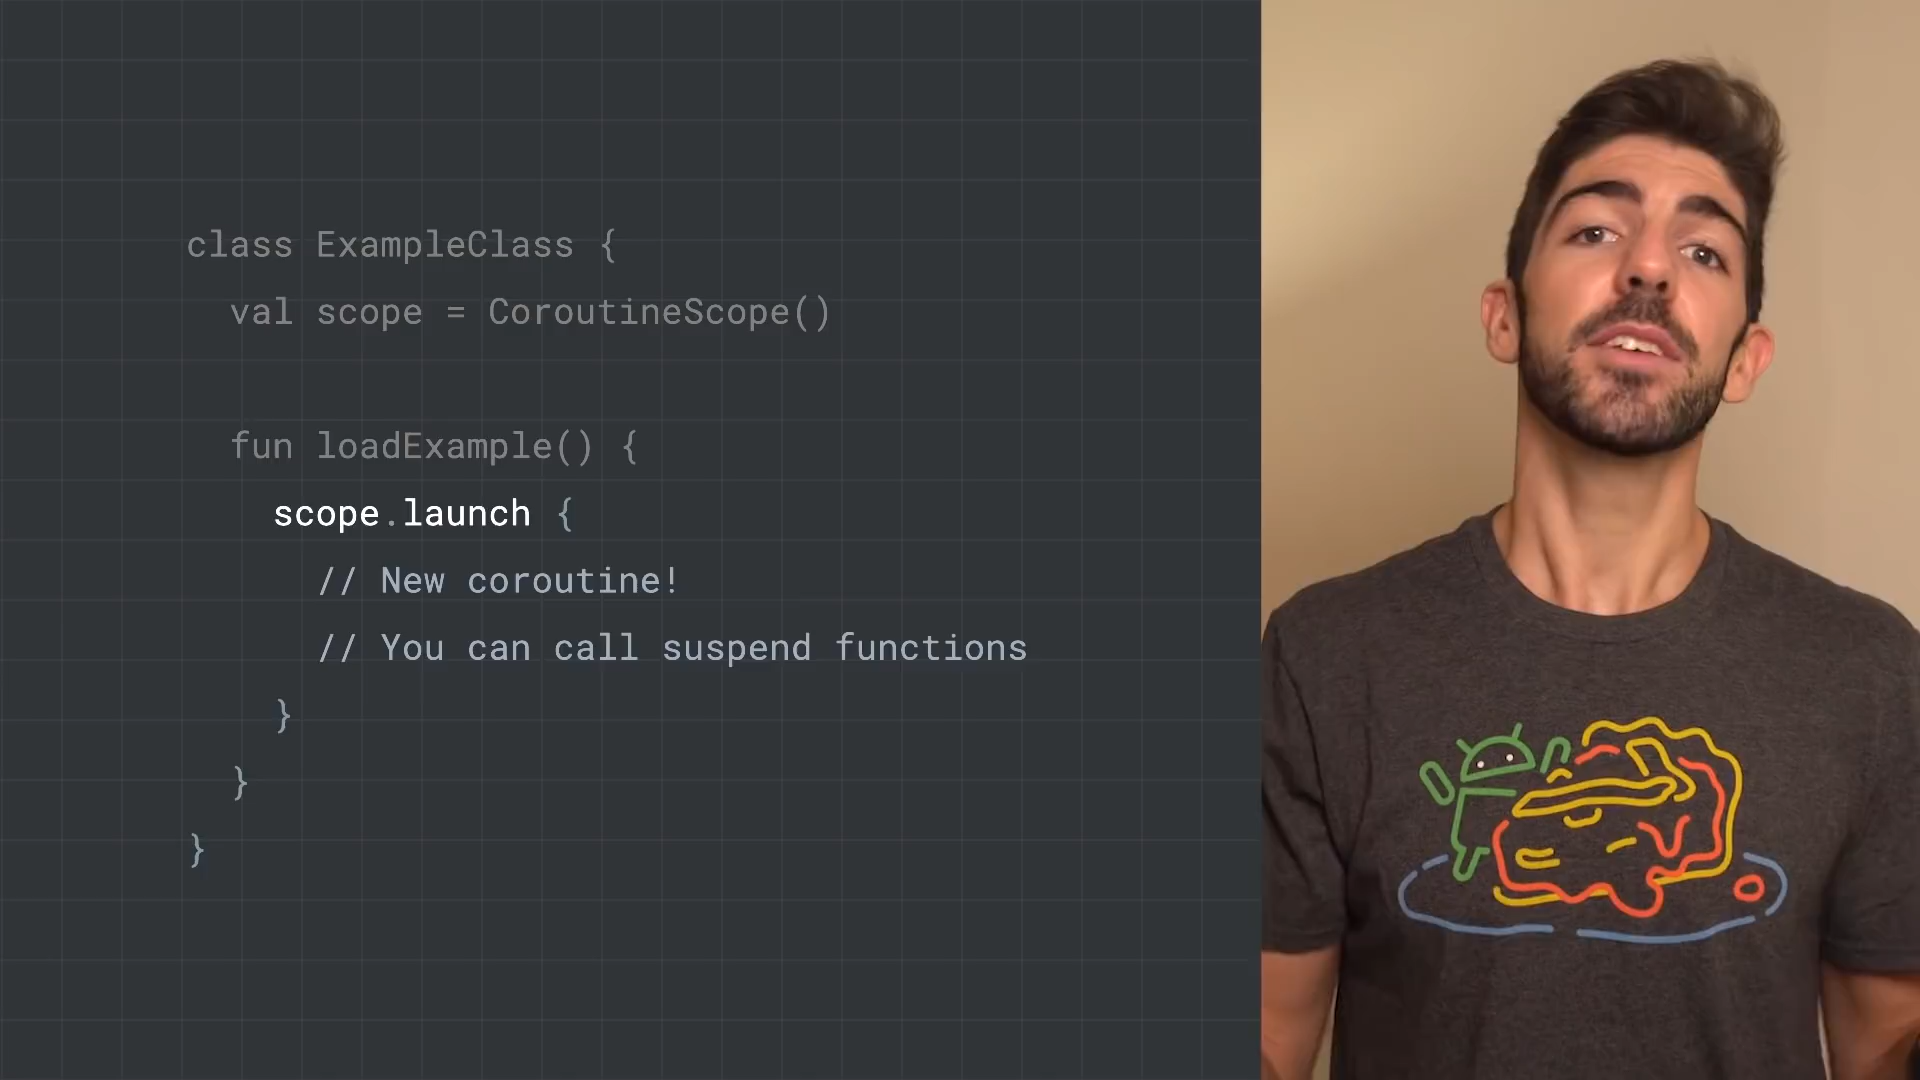 class ExampleClass {
val scope = CoroutineScope()
fun loadExample() {
scope.launch {
// New coroutine!
// You can call suspend functions
}
}
}